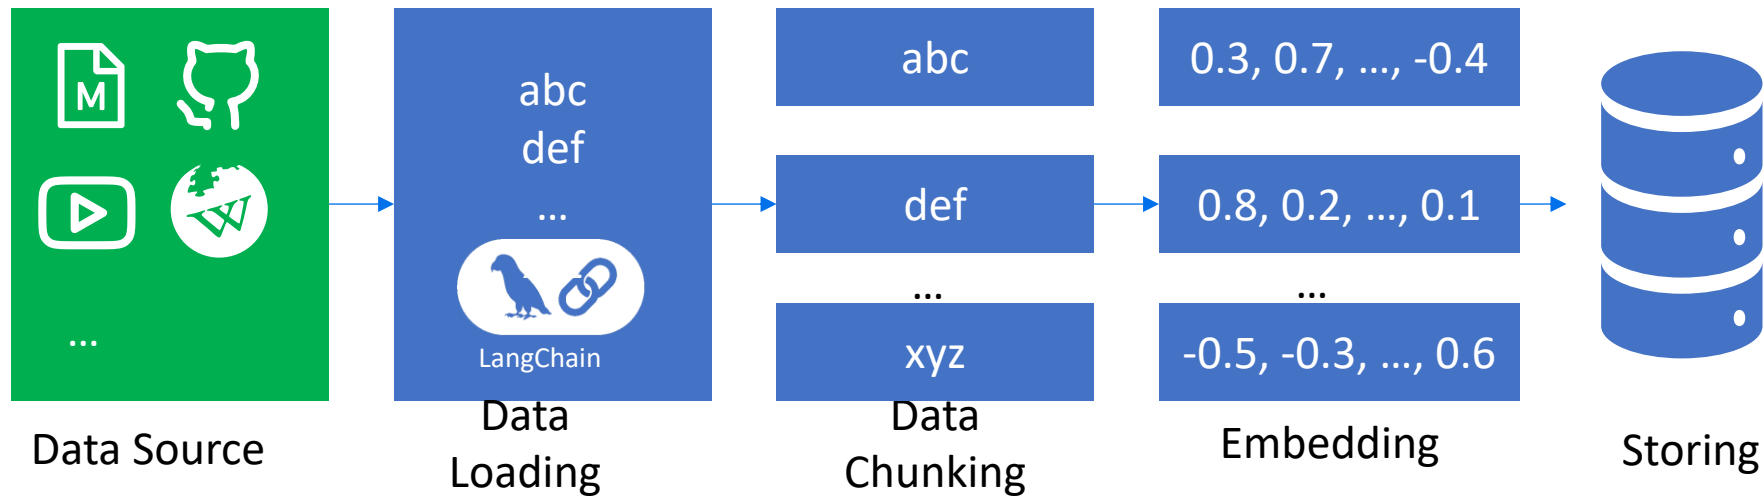 M
W
...
Data Source
abc
def
...
LangChain
Data
Loading
abc
def
...
xyz
Data
Chunking
0.3, 0.7, ..., -0.4
0.8, 0.2, ..., 0.1
...
-0.5, -0.3, ..., 0.6
Embedding
Storing